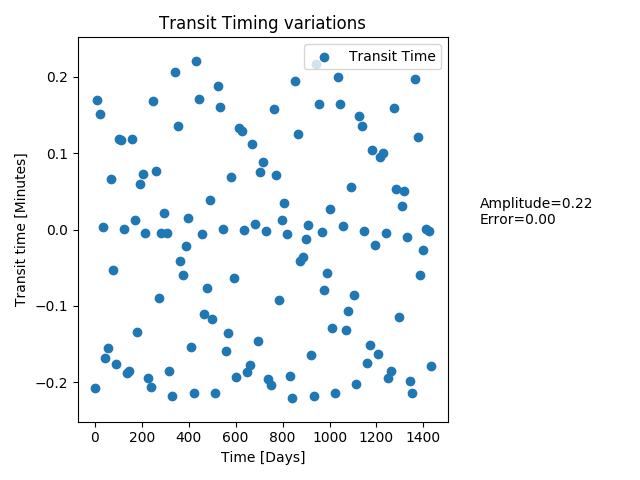 Transit Timing variations
Transit Time
0.2
0.1
0.0
−0.1
−0.2
Transit time [Minutes]
0 200 400 600 800 1000 1200 1400
Time [Days]
Amplitude=0.22
Error=0.00